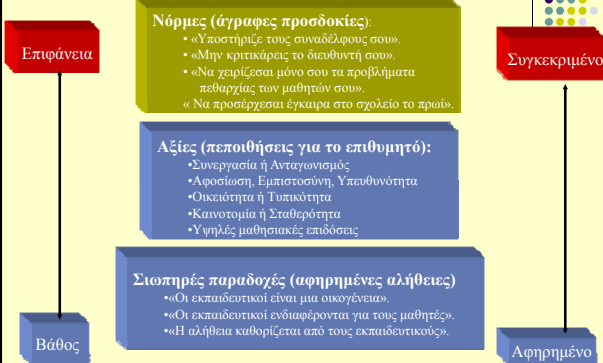 Νόρμες (άγραφες προσδοκίες):
• «Υποστήριζε τους συναδέλφους σου».
• «Μην κριτικάρεις το διευθυντή σου».
• «Να χειρίζεσαι μόνο σου τα προβλήματα
πειθαρχίας των μαθητών σου».
« Να προσέρχεσαι έγκαιρα στο σχολείο το πρωί».
Επιφάνεια
Συγκεκριμένο
Αξίες (πεποιθήσεις για το επιθυμητό):
•Συνεργασία ή Ανταγωνισμός
•Αφοσίωση, Εμπιστοσύνη, Υπευθυνότητα
•Οικειότητα ή Τυπικότητα
•Καινοτομία ή Σταθερότητα
•Υψηλές μαθησιακές επιδόσεις
Σιωπηρές παραδοχές (αφηρημένες αλήθειες)
•«Οι εκπαιδευτικοί είναι μια οικογένεια».
•«Οι εκπαιδευτικοί ενδιαφέρονται για τους μαθητές».
•«Η αλήθεια καθορίζεται από τους εκπαιδευτικούς».
Βάθος
Αφηρημένο